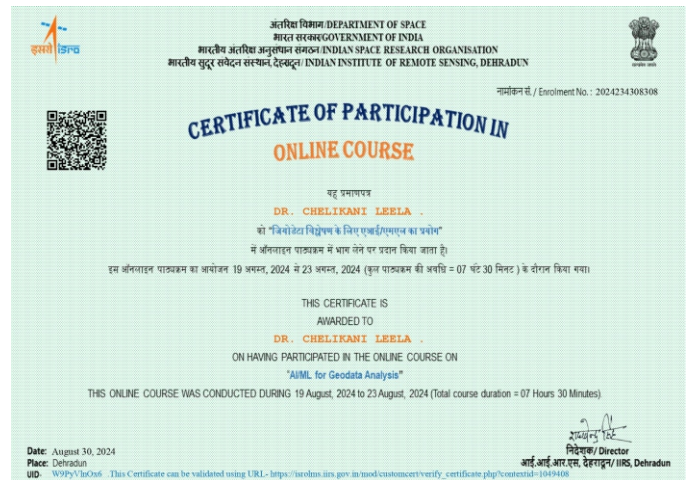 इसरो isro
अंतरिक्ष विभाग/DEPARTMENT OF SPACE
भारत सरकार/GOVERNMENT OF INDIA
भारतीय अंतरिक्ष अनुसंधान संगठन/INDIAN SPACE RESEARCH ORGANISATION
भारतीय सुदूर संवेदन संस्थान, देहरादून/ INDIAN INSTITUTE OF REMOTE SENSING, DEHRADUN
नामांकन सं. / Enrolment No. : 2024234308308
CERTIFICATE OF PARTICIPATION IN
ONLINE COURSE
यह प्रमाणपत्र
DR. CHELIKANI LEELA .
को "जियोडेटा विश्लेषण के लिए एआई/एमएल का प्रयोग"
में ऑनलाइन पाठ्यक्रम में भाग लेने पर प्रदान किया जाता है।
इस ऑनलाइन पाठ्यक्रम का आयोजन 19 अगस्त, 2024 से 23 अगस्त, 2024 (कुल पाठ्यक्रम की अवधि = 07 घंटे 30 मिनट ) के दौरान किया गया।
THIS CERTIFICATE IS
AWARDED TO
DR. CHELIKANI LEELA .
ON HAVING PARTICIPATED IN THE ONLINE COURSE ON
"AI/ML for Geodata Analysis"
THIS ONLINE COURSE WAS CONDUCTED DURING 19 August, 2024 to 23 August, 2024 (Total course duration = 07 Hours 30 Minutes).
Date: August 30, 2024
Place: Dehradun
UID- W9PyVhOx6 .This Certificate can be validated using URL- https://isrolms.iirs.gov.in/mod/customcert/verify_certificate.php?contextid=1049408
निदेशक/ Director
आई.आई.आर.एस, देहरादून/ IIRS, Dehradun